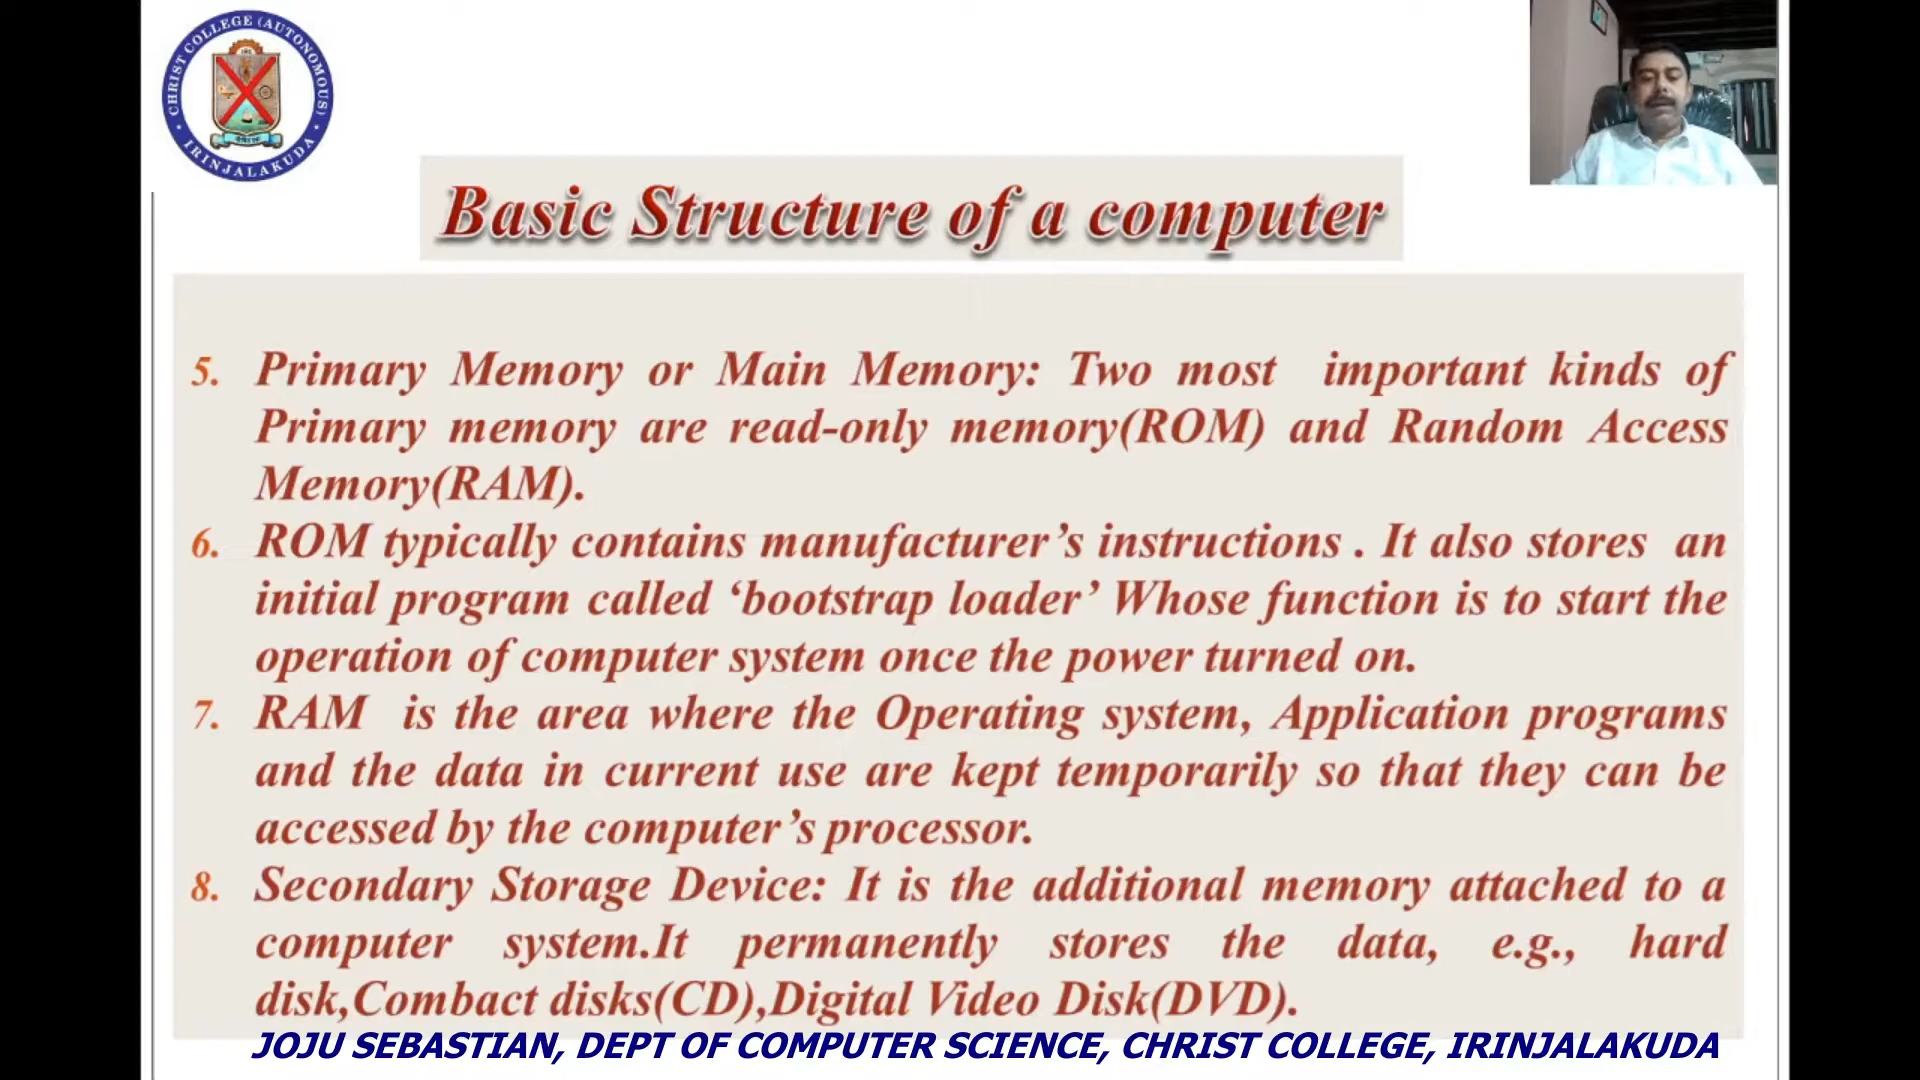 CHRIST COLLEGE (AUTONOMOUS)
IRINJALAKUDA
Basic Structure of a computer
5. Primary Memory or Main Memory: Two most important kinds of
Primary memory are read-only memory(ROM) and Random Access
Memory(RAM).
6. ROM typically contains manufacturer’s instructions . It also stores an
initial program called ‘bootstrap loader’ Whose function is to start the
operation of computer system once the power turned on.
7. RAM is the area where the Operating system, Application programs
and the data in current use are kept temporarily so that they can be
accessed by the computer’s processor.
8. Secondary Storage Device: It is the additional memory attached to a
computer system.It permanently stores the data, e.g., hard
disk,Combact disks(CD),Digital Video Disk(DVD).
JOJU SEBASTIAN, DEPT OF COMPUTER SCIENCE, CHRIST COLLEGE, IRINJALAKUDA